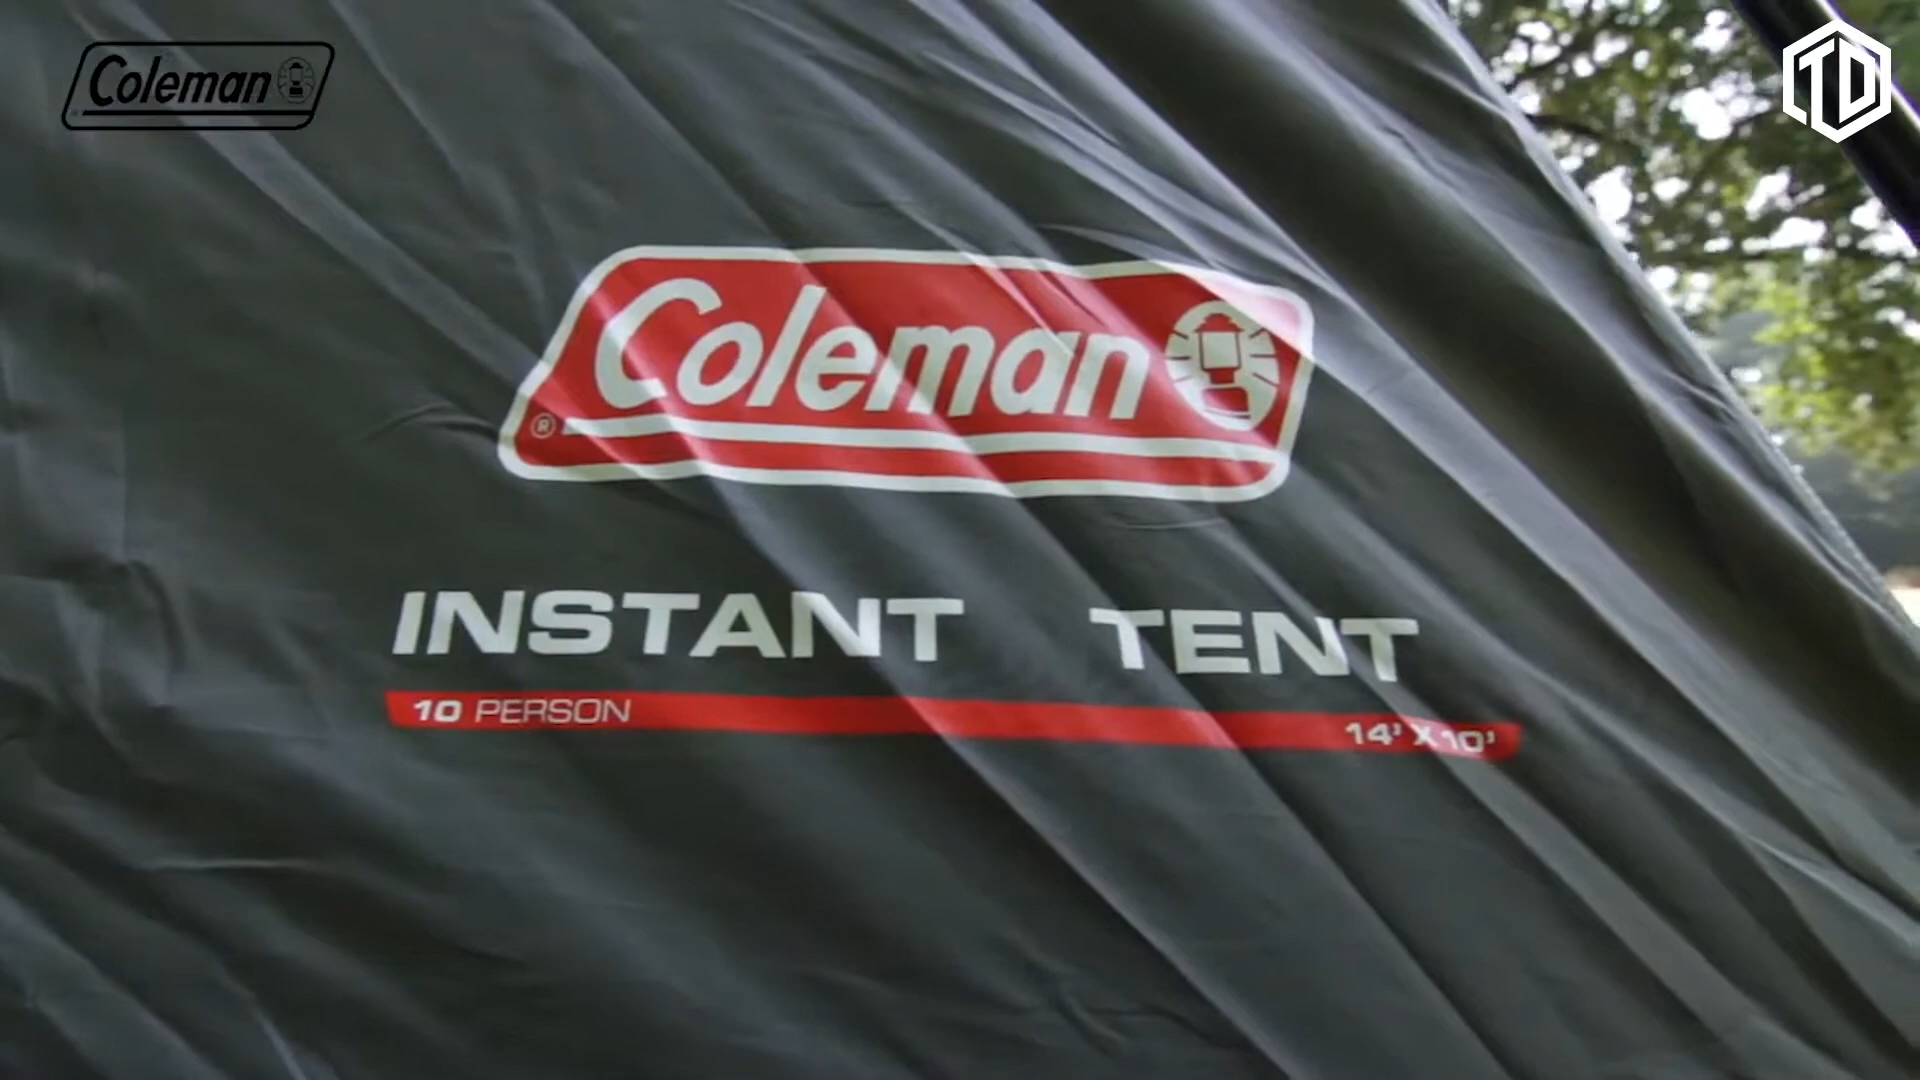 Coleman
TD
Coleman
®
INSTANT TENT
10 PERSON
14' X 10'